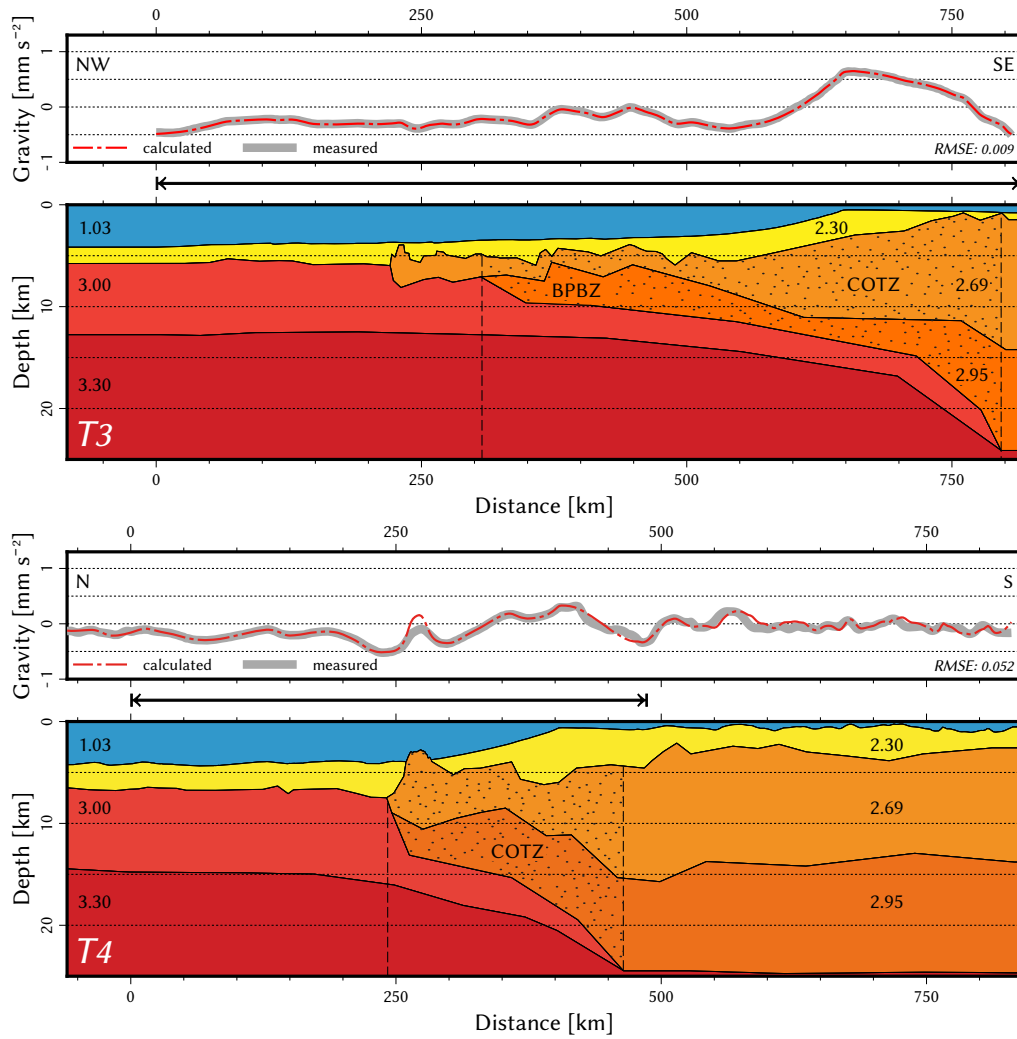 0 250 500 750
Gravity [mm s⁻²]
1
0
-1
NW SE
calculated measured RMSE: 0.009
Depth [km]
0
10
20
1.03 2.30
3.00 BPBZ COTZ 2.69
3.30 2.95
T3
0 250 500 750
Distance [km]
0 250 500 750
Gravity [mm s⁻²]
1
0
-1
N S
calculated measured RMSE: 0.052
Depth [km]
0
10
20
1.03 2.30
3.00 2.69
COTZ
3.30 2.95
T4
0 250 500 750
Distance [km]